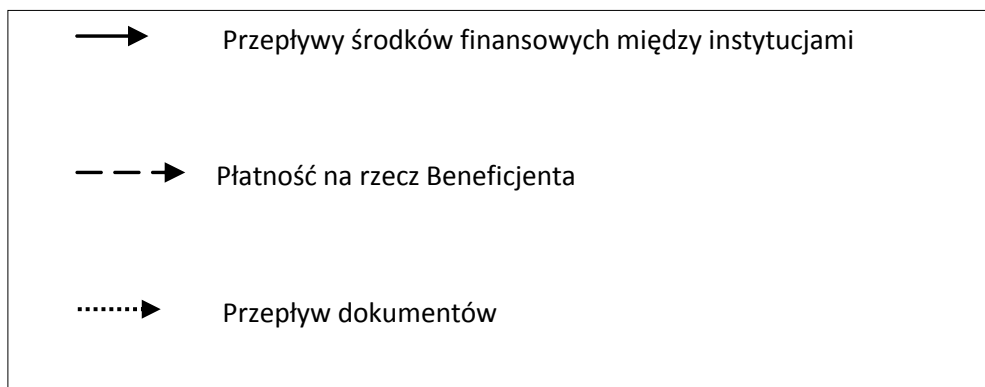 Przepływy środków finansowych między instytucjami
Płatność na rzecz Beneficjenta
Przepływ dokumentów